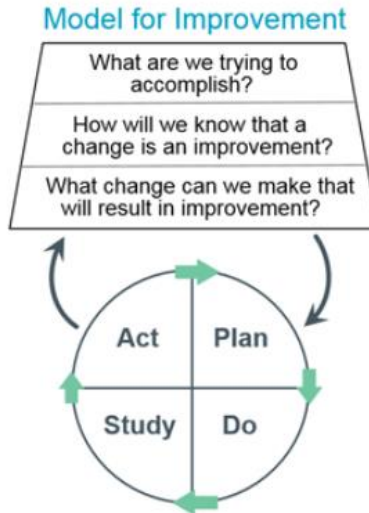 Model for Improvement
What are we trying to
accomplish?
How will we know that a
change is an improvement?
What change can we make that
will result in improvement?
Act
Plan
Study
Do